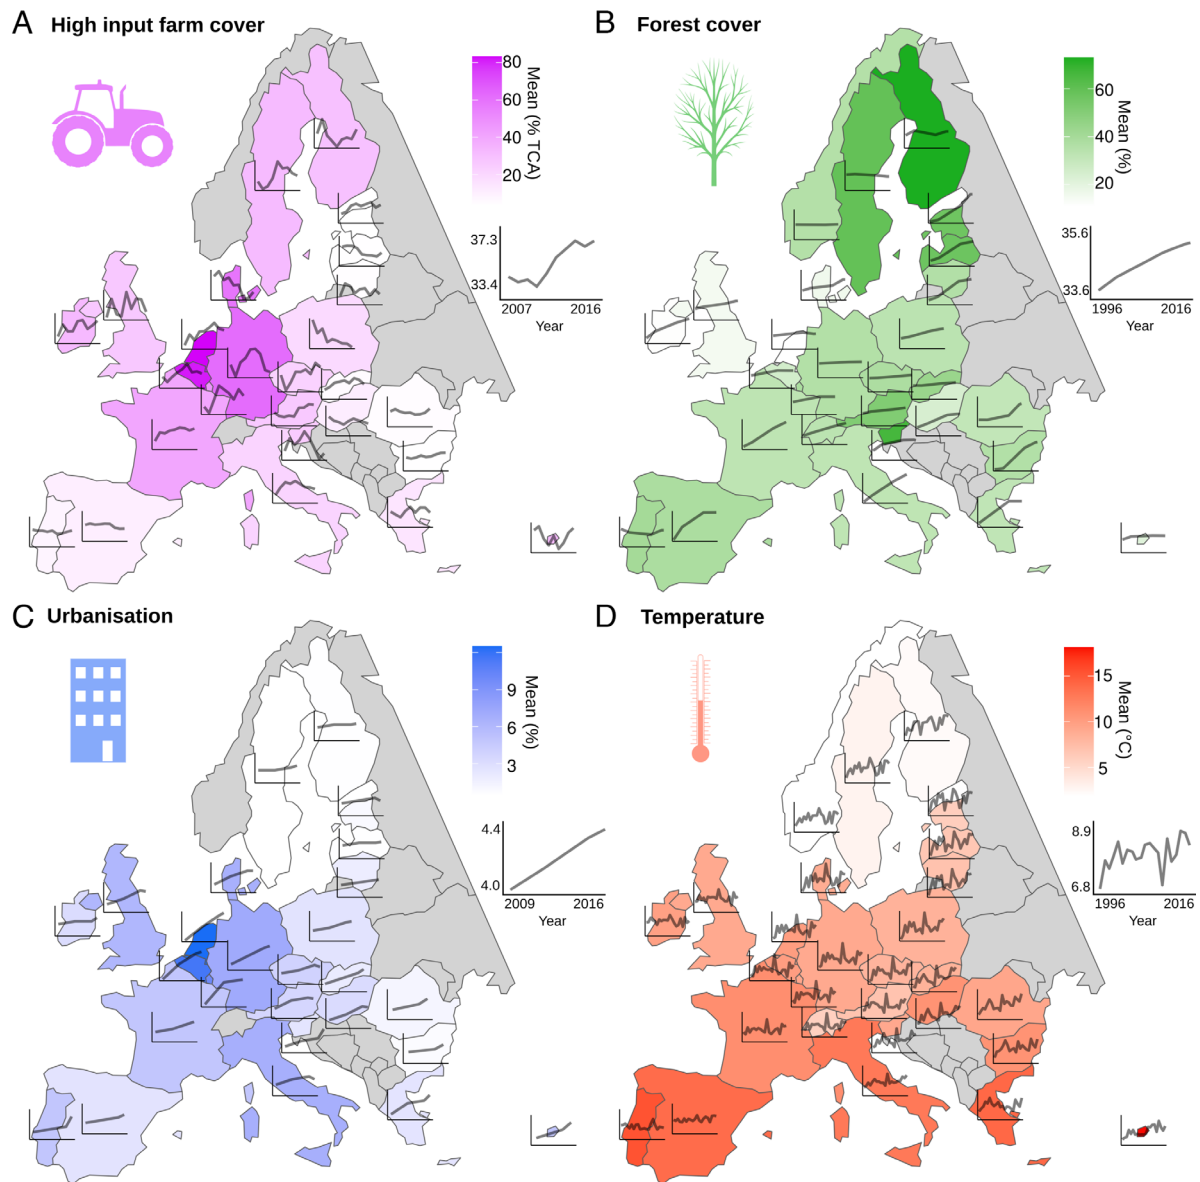 A High input farm cover
80
60
40
20
Mean (% TCA)
37.3
33.4
2007 2016
Year
B Forest cover
60
40
20
Mean (%)
35.6
33.6
1996 2016
Year
C Urbanisation
9
6
3
Mean (%)
4.4
4.0
2009 2016
Year
D Temperature
15
10
5
Mean (°C)
8.9
6.8
1996 2016
Year